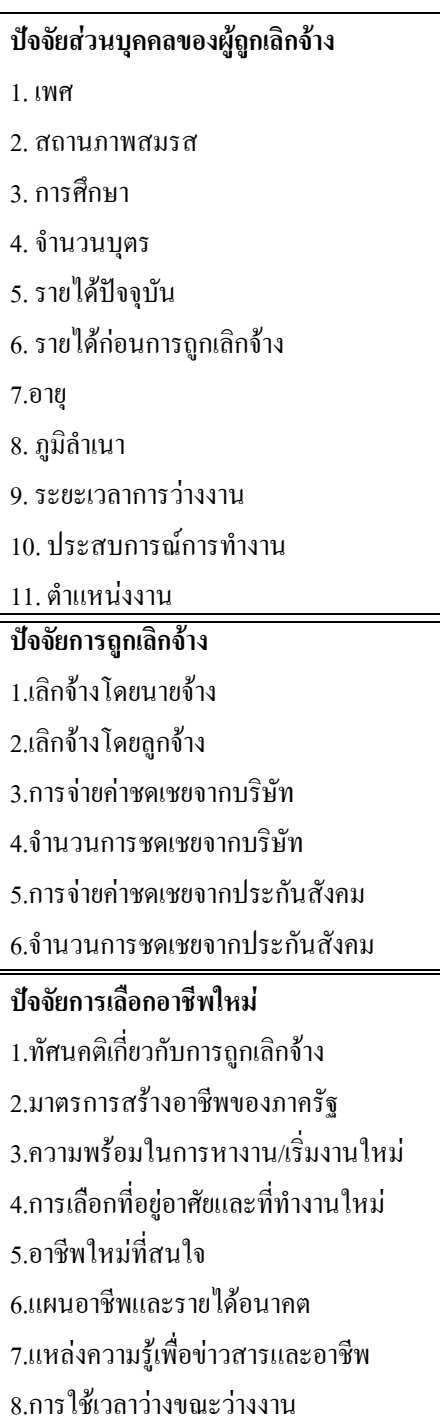 ปัจจัยส่วนบุคคลของผู้ถูกเลิกจ้าง
1. เพศ
2. สถานภาพสมรส
3. การศึกษา
4. จำนวนบุตร
5. รายได้ปัจจุบัน
6. รายได้ก่อนการถูกเลิกจ้าง
7.อายุ
8. ภูมิลำเนา
9. ระยะเวลาการว่างงาน
10. ประสบการณ์การทำงาน
11. ตำแหน่งงาน
ปัจจัยการถูกเลิกจ้าง
1.เลิกจ้างโดยนายจ้าง
2.เลิกจ้างโดยลูกจ้าง
3.การจ่ายค่าชดเชยจากบริษัท
4.จำนวนการชดเชยจากบริษัท
5.การจ่ายค่าชดเชยจากประกันสังคม
6.จำนวนการชดเชยจากประกันสังคม
ปัจจัยการเลือกอาชีพใหม่
1.ทัศนคติเกี่ยวกับการถูกเลิกจ้าง
2.มาตรการสร้างอาชีพของภาครัฐ
3.ความพร้อมในการหางาน/เริ่มงานใหม่
4.การเลือกที่อยู่อาศัยและที่ทำงานใหม่
5.อาชีพใหม่ที่สนใจ
6.แผนอาชีพและรายได้อนาคต
7.แหล่งความรู้เพื่อข่าวสารและอาชีพ
8.การใช้เวลาว่างขณะว่างงาน